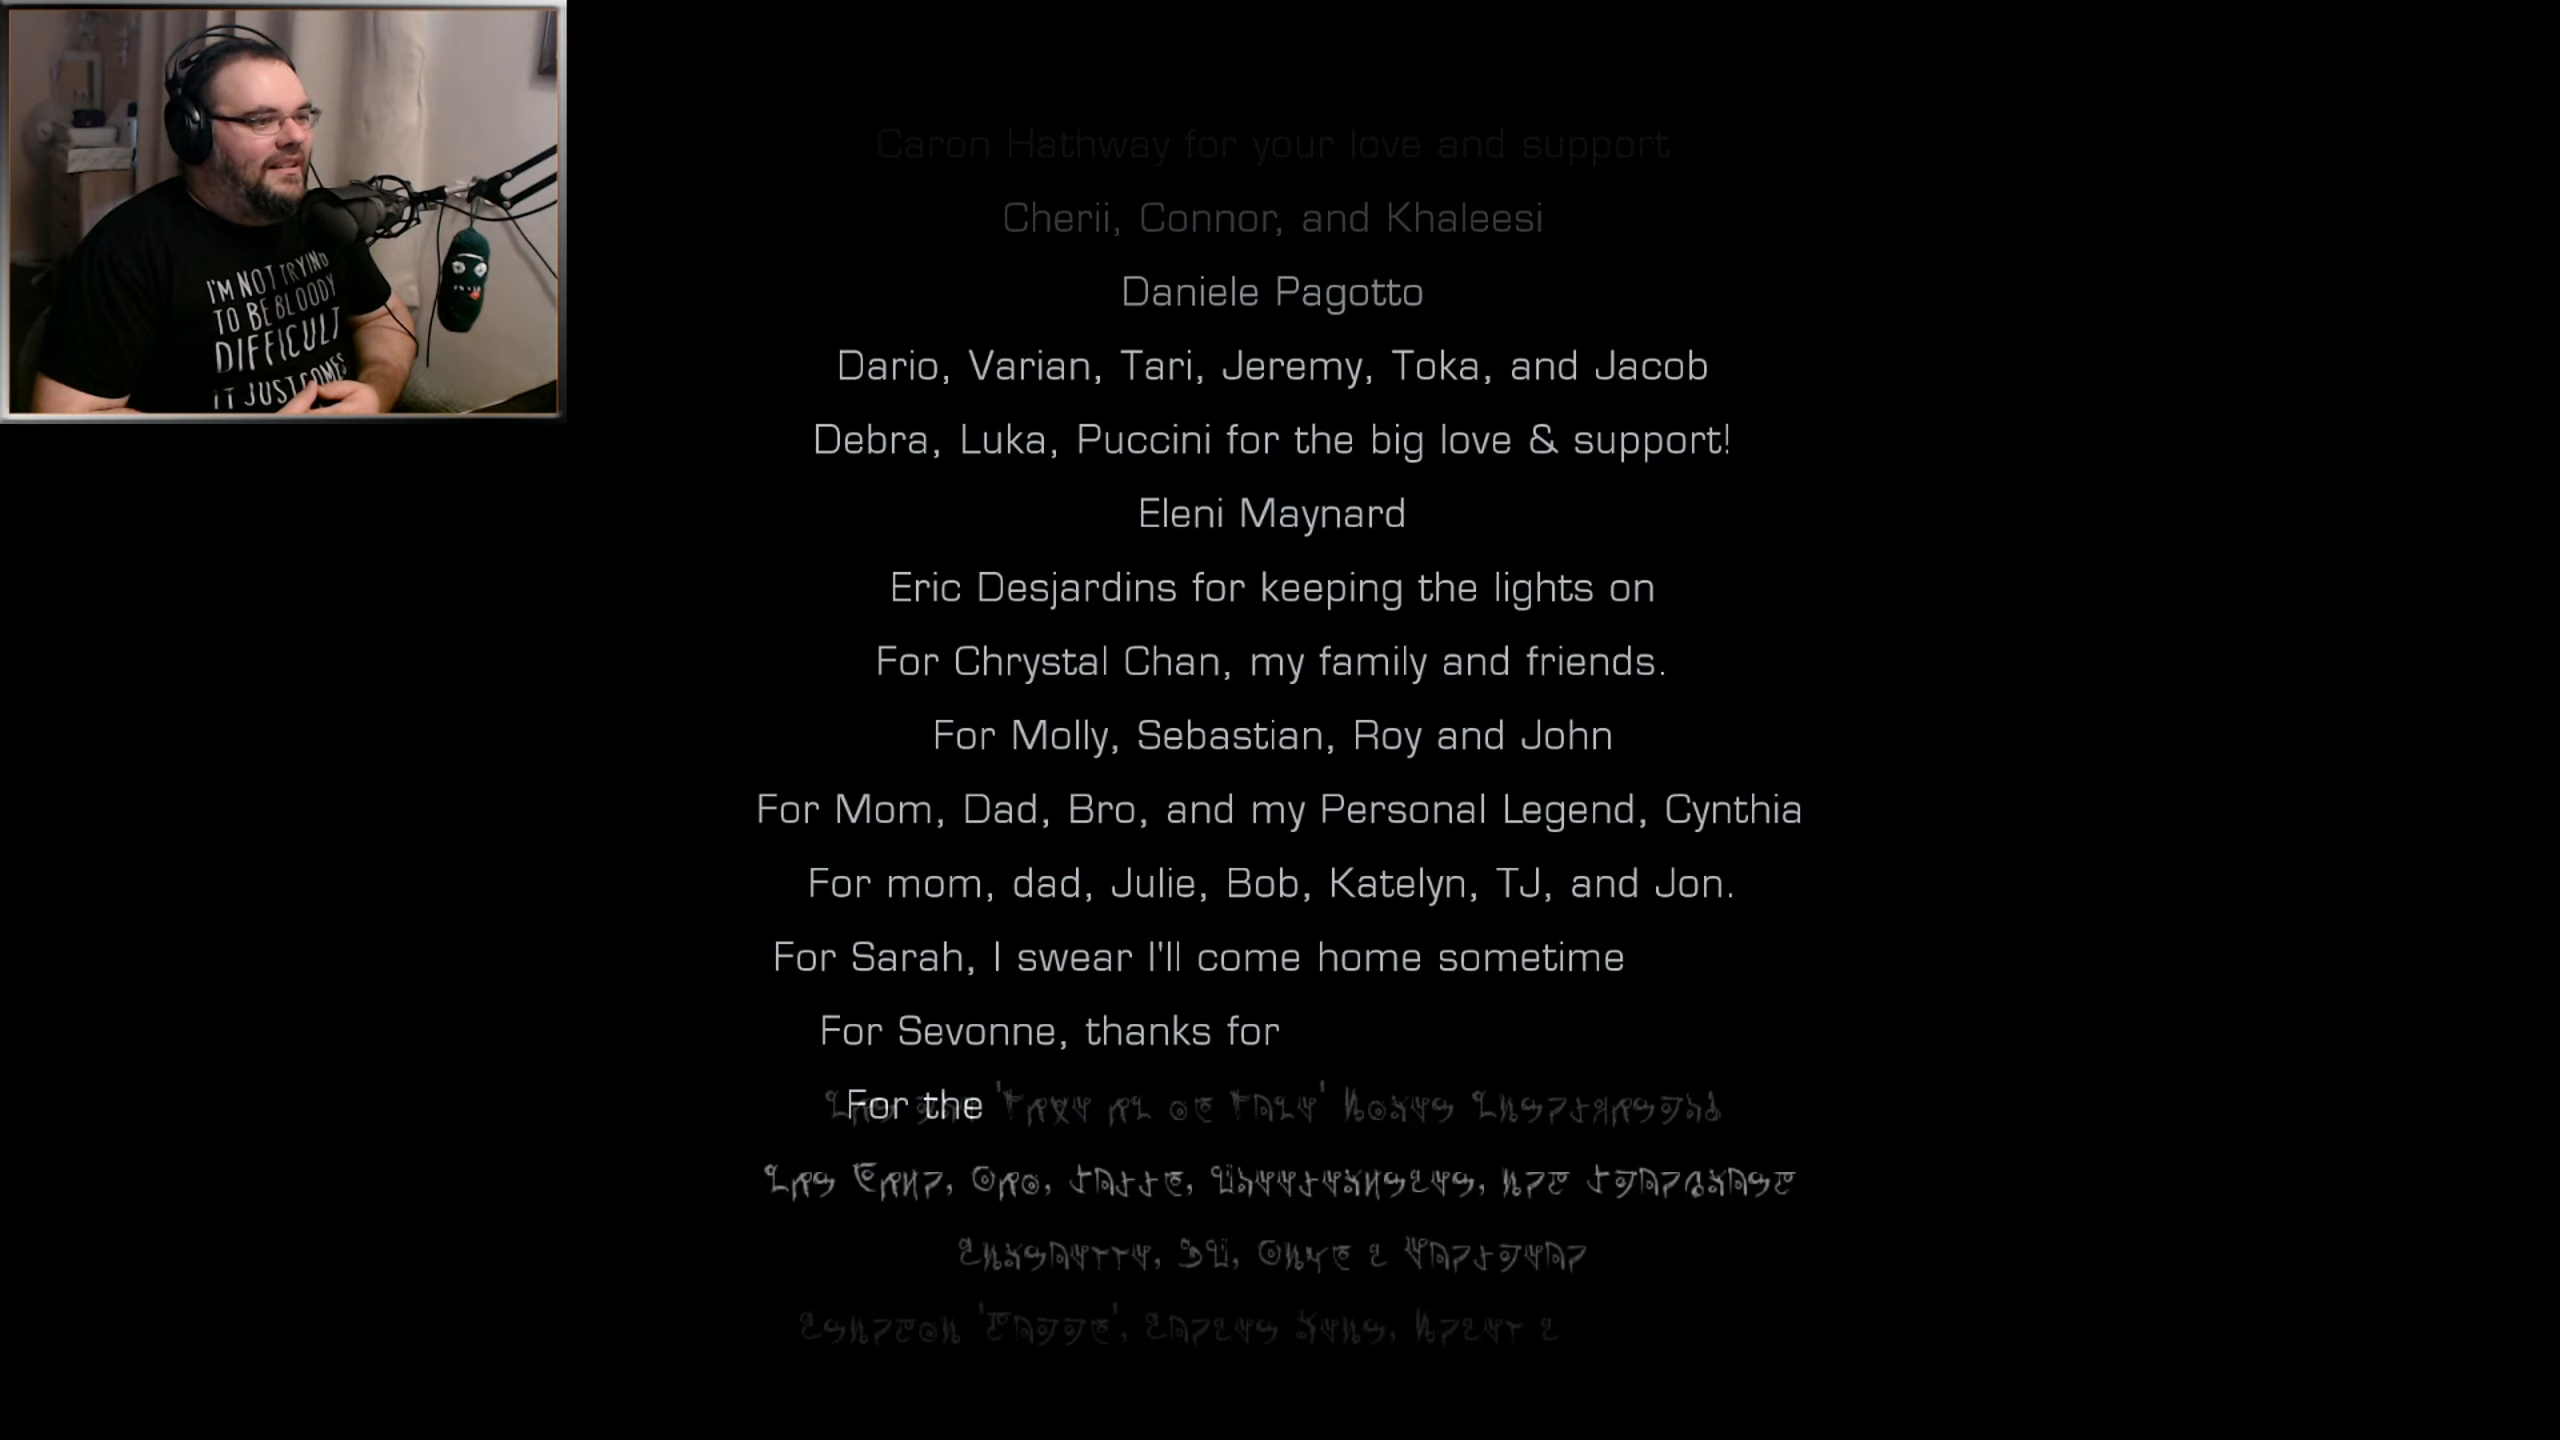 I'M NOT TRYING
TO BE BLOODY
DIFFICULT
IT JUST COMES
Caron Hathway for your love and support
Cherii, Connor, and Khaleesi
Daniele Pagotto
Dario, Varian, Tari, Jeremy, Toka, and Jacob
Debra, Luka, Puccini for the big love & support!
Eleni Maynard
Eric Desjardins for keeping the lights on
For Chrystal Chan, my family and friends.
For Molly, Sebastian, Roy and John
For Mom, Dad, Bro, and my Personal Legend, Cynthia
For mom, dad, Julie, Bob, Katelyn, TJ, and Jon.
For Sarah, I swear I'll come home sometime
For Sevonne, thanks for
For the